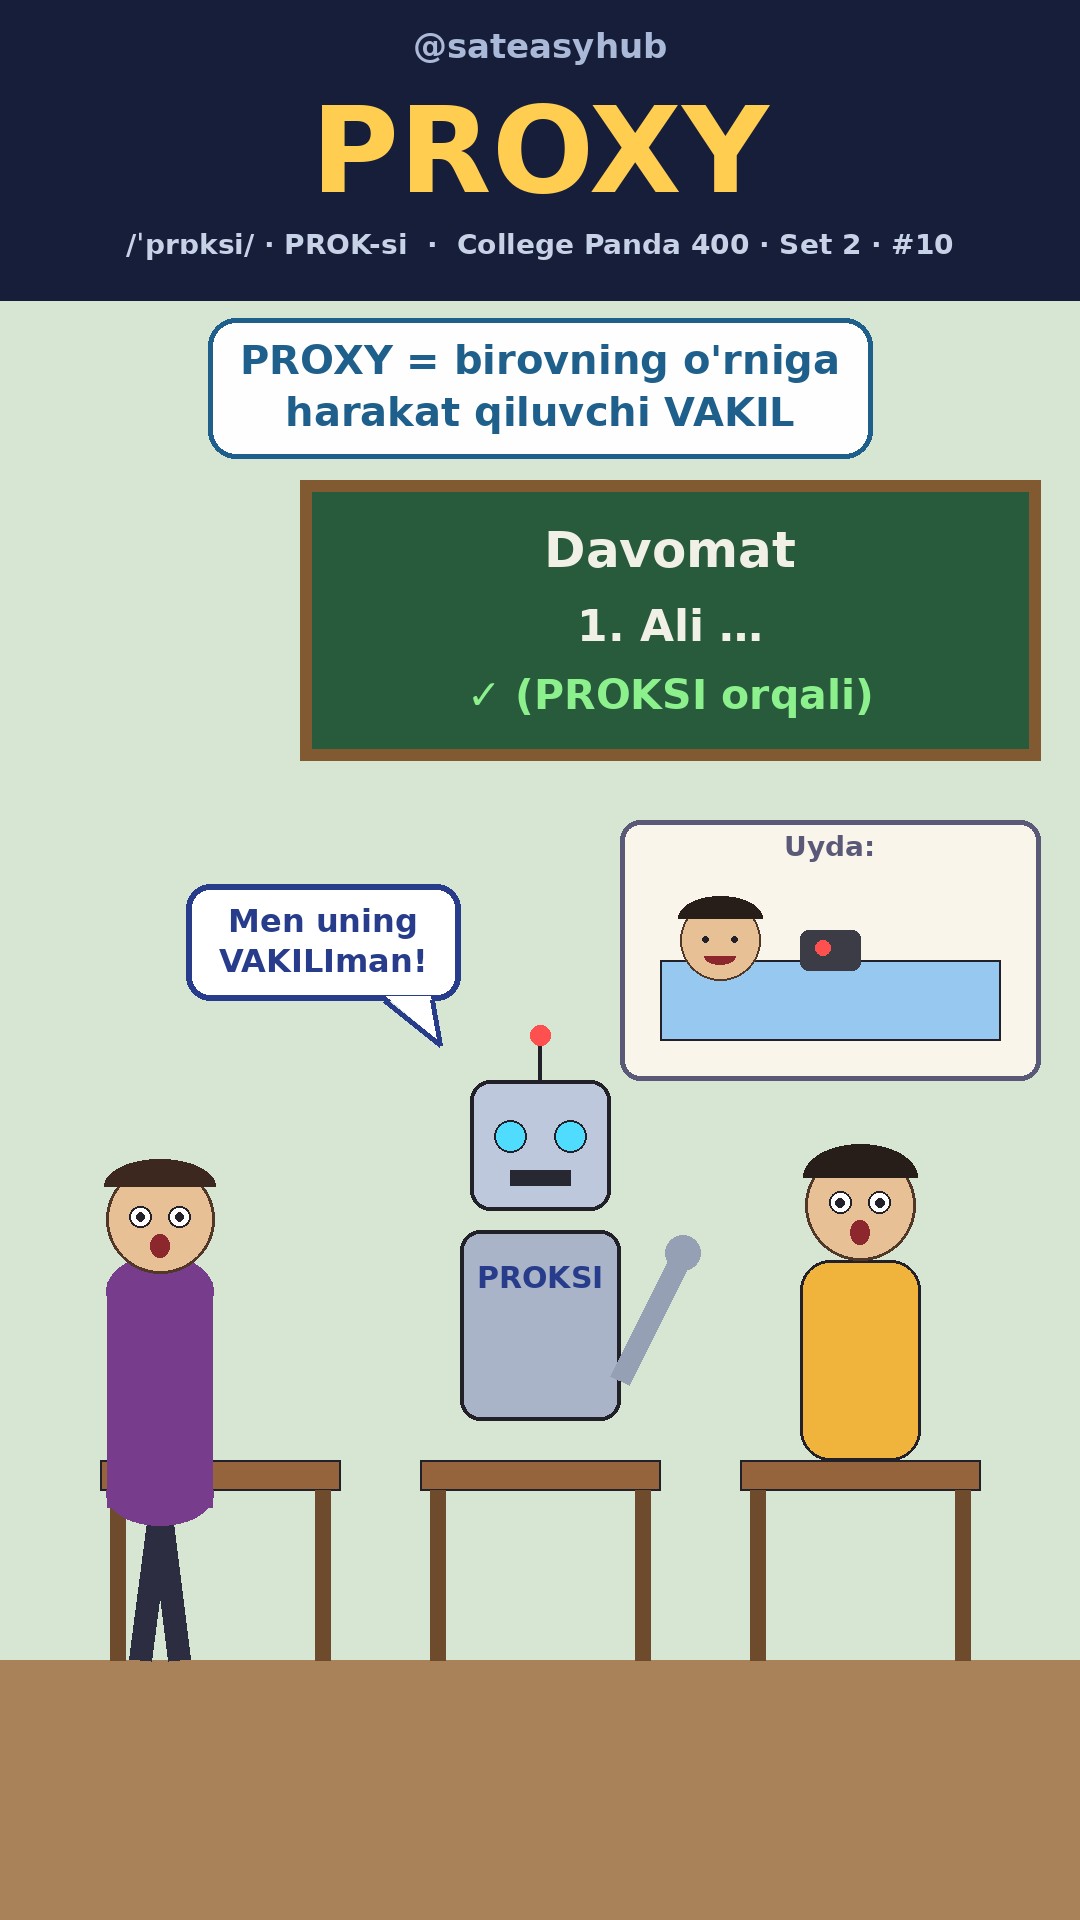 @sateasyhub
PROXY
/ˈprɒksi/ · PROK-si · College Panda 400 · Set 2 · #10
PROXY = birovning o'rniga
harakat qiluvchi VAKIL
Davomat
1. Ali ...
✓ (PROKSI orqali)
Uyda:
Men uning
VAKILIman!
PROKSI